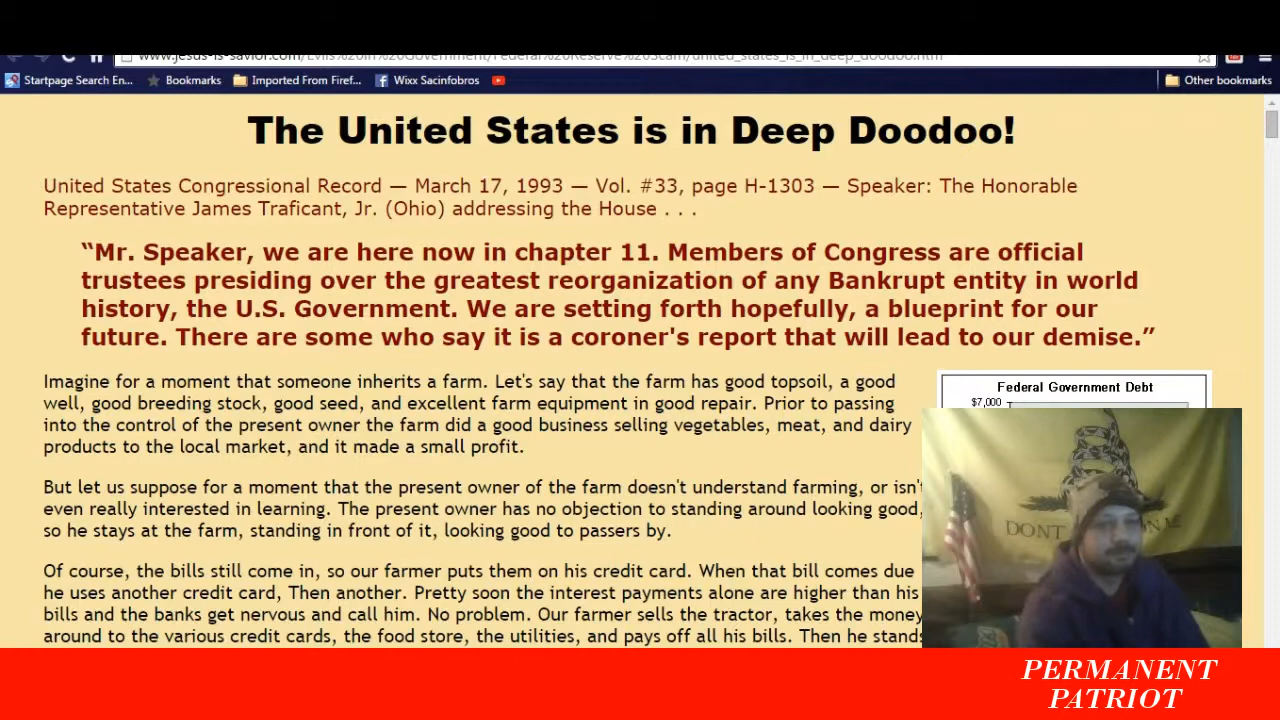 www.jesus-is-savior.com/Evils%20in%20Government/Federal%20Reserve%20Scam/united_states_is_in_deep_doodoo.htm
Startpage Search En... Bookmarks Imported From Firef... Wixx Sacinfobros Other bookmarks
The United States is in Deep Doodoo!
United States Congressional Record — March 17, 1993 — Vol. #33, page H-1303 — Speaker: The Honorable
Representative James Traficant, Jr. (Ohio) addressing the House . . .
“Mr. Speaker, we are here now in chapter 11. Members of Congress are official
trustees presiding over the greatest reorganization of any Bankrupt entity in world
history, the U.S. Government. We are setting forth hopefully, a blueprint for our
future. There are some who say it is a coroner's report that will lead to our demise.”
Imagine for a moment that someone inherits a farm. Let's say that the farm has good topsoil, a good
well, good breeding stock, good seed, and excellent farm equipment in good repair. Prior to passing
into the control of the present owner the farm did a good business selling vegetables, meat, and dairy
products to the local market, and it made a small profit.
But let us suppose for a moment that the present owner of the farm doesn't understand farming, or isn't
even really interested in learning. The present owner has no objection to standing around looking good,
so he stays at the farm, standing in front of it, looking good to passers by.
Of course, the bills still come in, so our farmer puts them on his credit card. When that bill comes due
he uses another credit card, Then another. Pretty soon the interest payments alone are higher than his
bills and the banks get nervous and call him. No problem. Our farmer sells the tractor, takes the money
around to the various credit cards, the food store, the utilities, and pays off all his bills. Then he stands
Federal Government Debt
$7,000
DONT
PERMANENT
PATRIOT